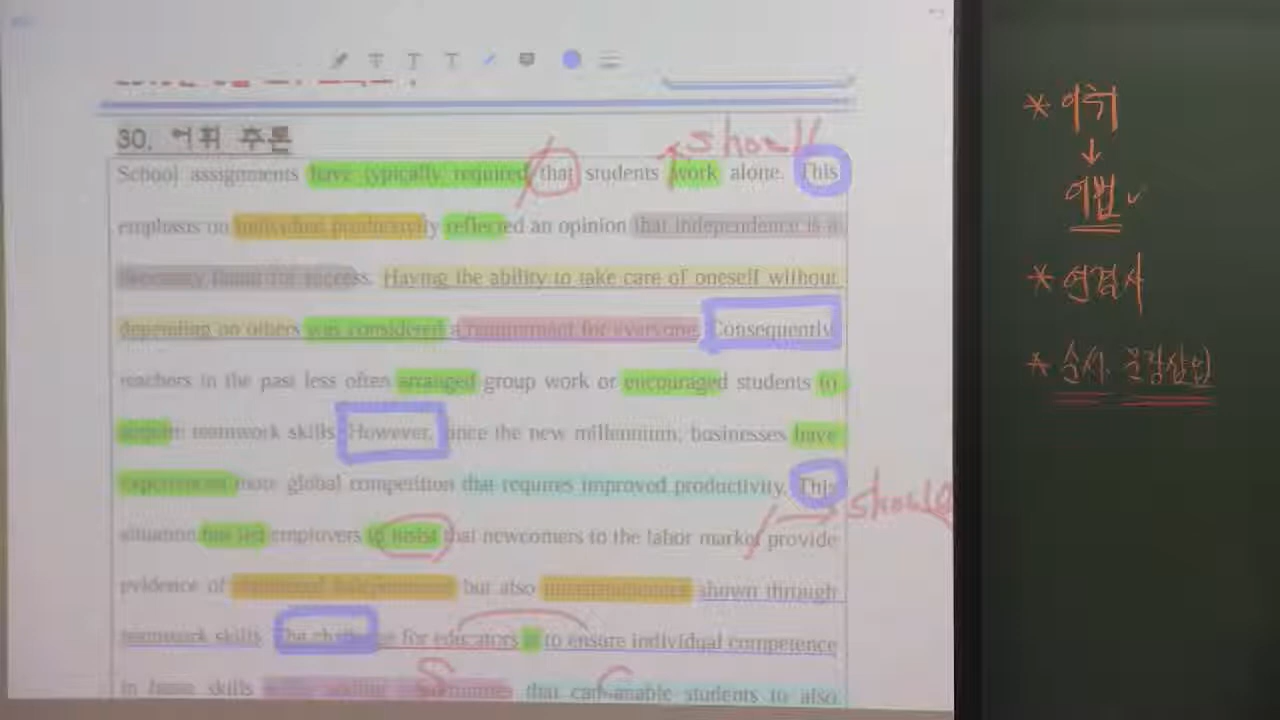 30. 어휘 추론
should
School assignments have typically required that students work alone. This
emphasis on individual productivity reflected an opinion that independence is a
necessary factor for success. Having the ability to take care of oneself without
depending on others was considered a requirement for everyone. Consequently,
teachers in the past less often arranged group work or encouraged students to
acquire teamwork skills. However, since the new millennium, businesses have
experienced more global competition that requires improved productivity. This
should
situation has led employers to insist that newcomers to the labor market provide
evidence of traditional independence but also interdependence shown through
teamwork skills. The challenge for educators is to ensure individual competence
S C
in basic skills while adding that can enable students to also
* 어휘
↓
어법 ✓
* 연결사
* 순서, 문장삽입